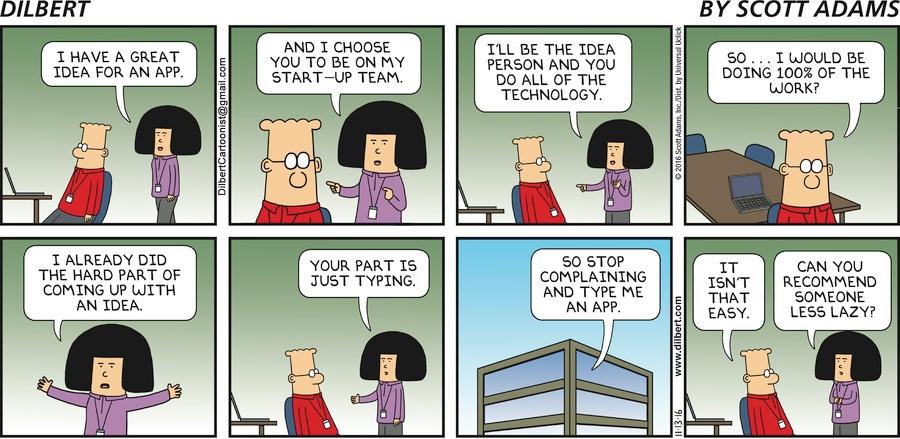 DILBERT
BY SCOTT ADAMS
I HAVE A GREAT
IDEA FOR AN APP.
DilbertCartoonist@gmail.com
AND I CHOOSE
YOU TO BE ON MY
START-UP TEAM.
I'LL BE THE IDEA
PERSON AND YOU
DO ALL OF THE
TECHNOLOGY.
© 2016 Scott Adams, Inc./Dist. by Universal Uclick
SO . . . I WOULD BE
DOING 100% OF THE
WORK?
I ALREADY DID
THE HARD PART OF
COMING UP WITH
AN IDEA.
YOUR PART IS
JUST TYPING.
SO STOP
COMPLAINING
AND TYPE ME
AN APP.
11-13-16 www.dilbert.com
IT
ISN'T
THAT
EASY.
CAN YOU
RECOMMEND
SOMEONE
LESS LAZY?